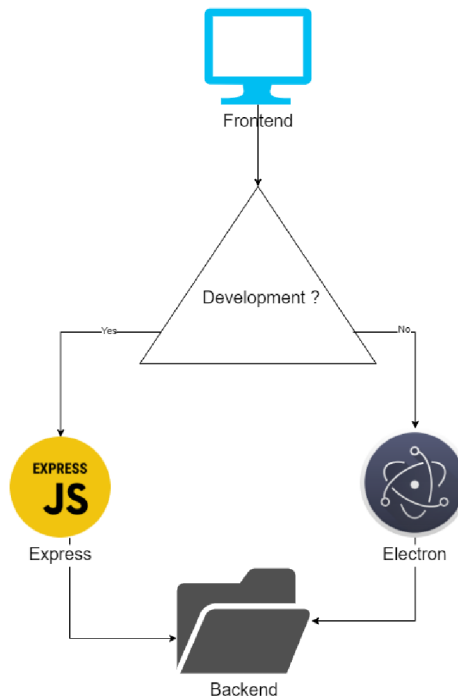 Frontend
Development ?
Yes
No
EXPRESS
JS
Express
Electron
Backend